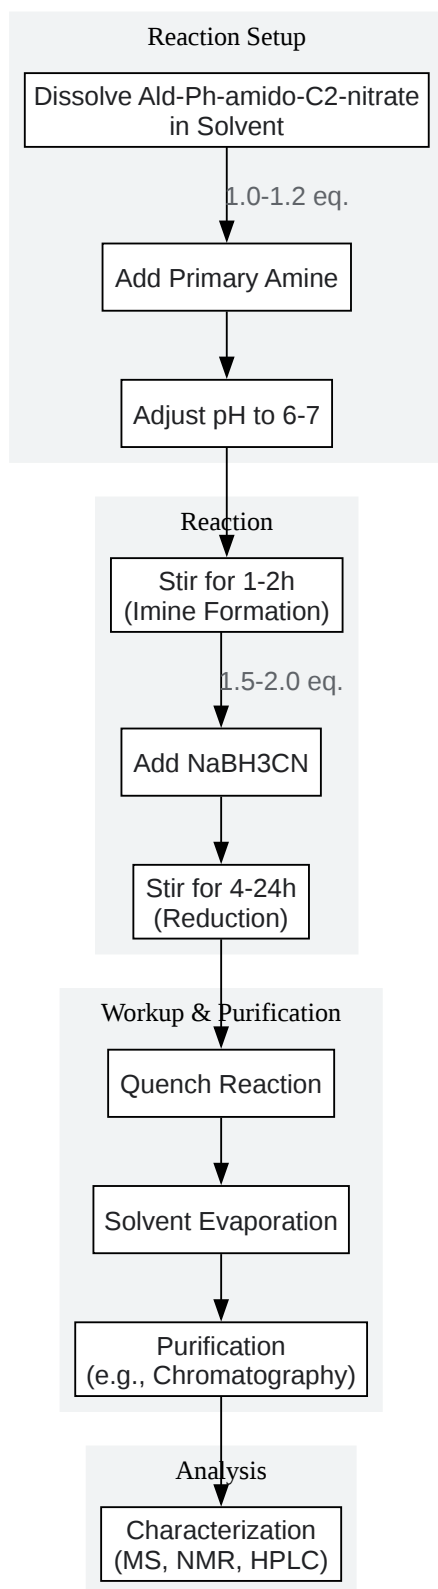 Reaction Setup
Dissolve Ald-Ph-amido-C2-nitrate
in Solvent
1.0-1.2 eq.
Add Primary Amine
Adjust pH to 6-7
Reaction
Stir for 1-2h
(Imine Formation)
1.5-2.0 eq.
Add NaBH3CN
Stir for 4-24h
(Reduction)
Workup & Purification
Quench Reaction
Solvent Evaporation
Purification
(e.g., Chromatography)
Analysis
Characterization
(MS, NMR, HPLC)